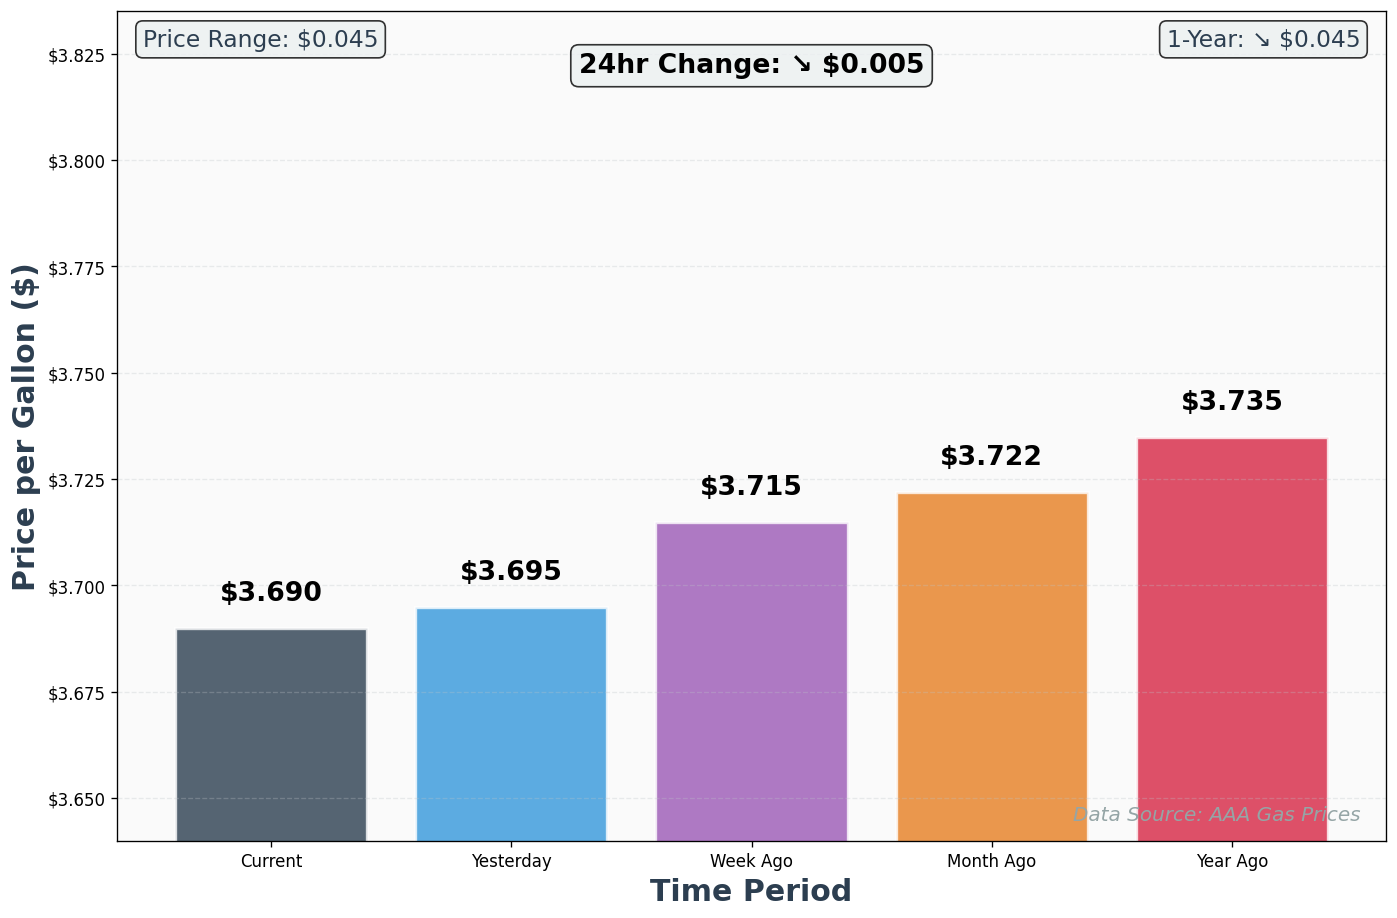 Price Range: $0.045
24hr Change: ↘ $0.005
1-Year: ↘ $0.045
Price per Gallon ($)
$3.825
$3.800
$3.775
$3.750
$3.725
$3.700
$3.675
$3.650
$3.690
$3.695
$3.715
$3.722
$3.735
Data Source: AAA Gas Prices
Current
Yesterday
Week Ago
Month Ago
Year Ago
Time Period